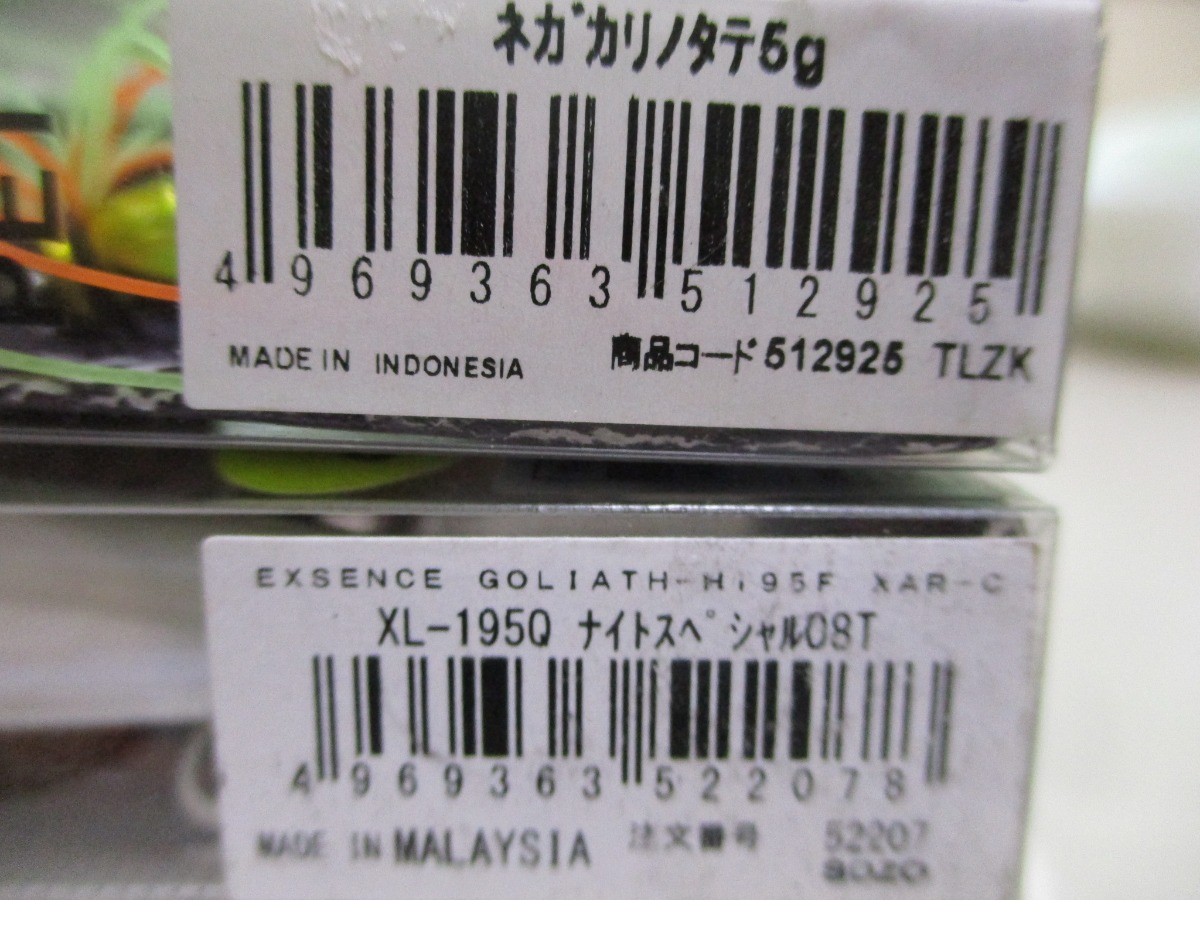 ネガカリノタテ5g
4 969363 512925
MADE IN INDONESIA 商品コード512925 TLZK
EXSENCE GOLIATH-H195F XAR-C
XL-195Q ナイトスペシャル08T
4 969363 522078
MADE IN MALAYSIA 注文番号 52207